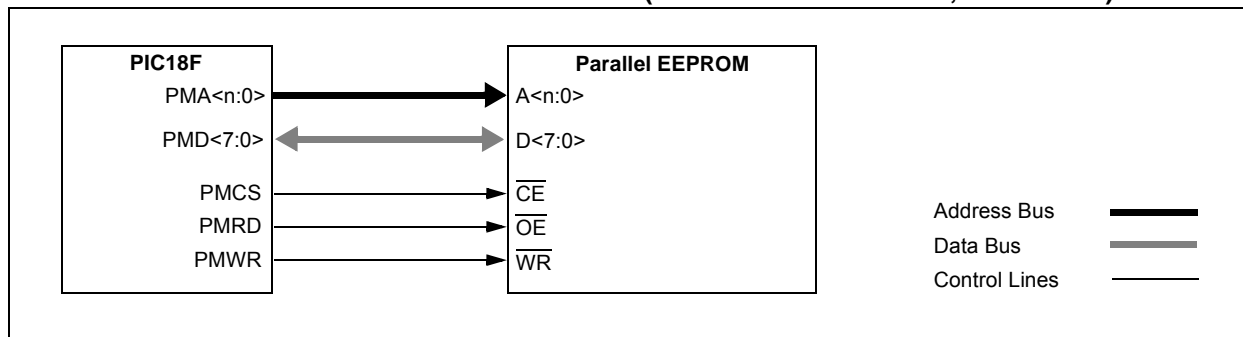 PIC18F
PMA<n:0>
PMD<7:0>
PMCS
PMRD
PMWR
Parallel EEPROM
A<n:0>
D<7:0>
CE
OE
WR
Address Bus
Data Bus
Control Lines